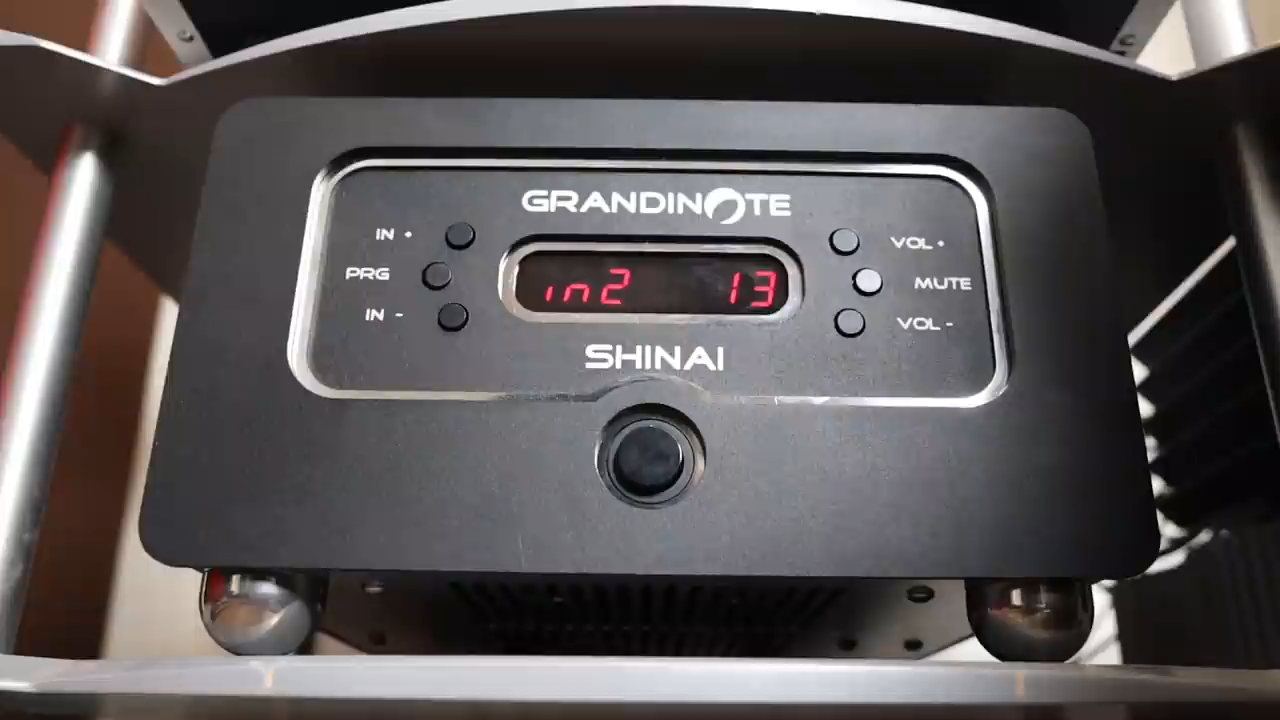 GRANDINOTE
IN +
PRG
IN -
in2 13
VOL+
MUTE
VOL-
SHINAI